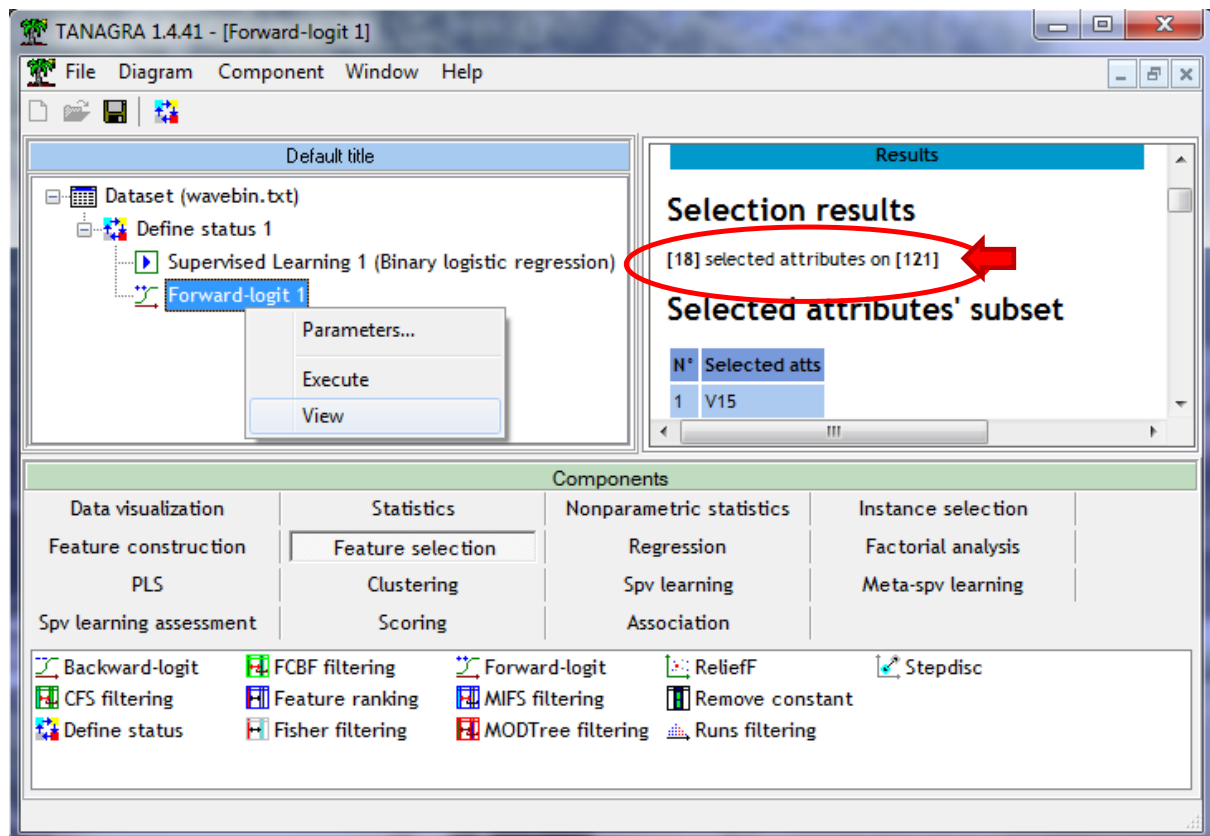 TANAGRA 1.4.41 - [Forward-logit 1]
File Diagram Component Window Help
Default title
Dataset (wavebin.txt)
Define status 1
Supervised Learning 1 (Binary logistic regression)
Forward-logit 1
Parameters...
Execute
View
Results
Selection results
[18] selected attributes on [121]
Selected attributes' subset
N° Selected atts
1 V15
Components
Data visualization Statistics Nonparametric statistics Instance selection
Feature construction Feature selection Regression Factorial analysis
PLS Clustering Spv learning Meta-spv learning
Spv learning assessment Scoring Association
Backward-logit FCBF filtering Forward-logit ReliefF Stepdisc
CFS filtering Feature ranking MIFS filtering Remove constant
Define status Fisher filtering MODTree filtering Runs filtering